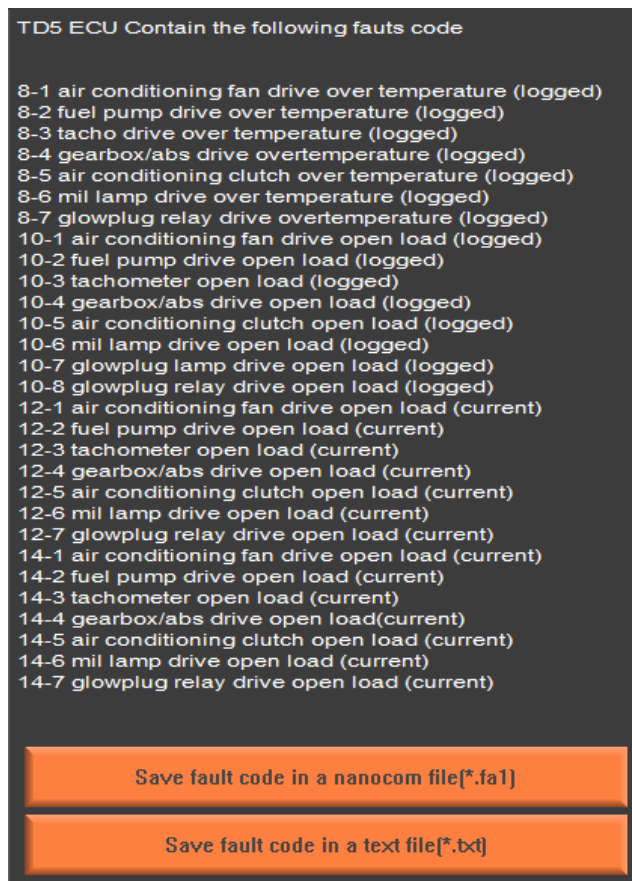 TD5 ECU Contain the following fauts code
8-1 air conditioning fan drive over temperature (logged)
8-2 fuel pump drive over temperature (logged)
8-3 tacho drive over temperature (logged)
8-4 gearbox/abs drive overtemperature (logged)
8-5 air conditioning clutch over temperature (logged)
8-6 mil lamp drive over temperature (logged)
8-7 glowplug relay drive overtemperature (logged)
10-1 air conditioning fan drive open load (logged)
10-2 fuel pump drive open load (logged)
10-3 tachometer open load (logged)
10-4 gearbox/abs drive open load (logged)
10-5 air conditioning clutch open load (logged)
10-6 mil lamp drive open load (logged)
10-7 glowplug lamp drive open load (logged)
10-8 glowplug relay drive open load (logged)
12-1 air conditioning fan drive open load (current)
12-2 fuel pump drive open load (current)
12-3 tachometer open load (current)
12-4 gearbox/abs drive open load (current)
12-5 air conditioning clutch open load (current)
12-6 mil lamp drive open load (current)
12-7 glowplug relay drive open load (current)
14-1 air conditioning fan drive open load (current)
14-2 fuel pump drive open load (current)
14-3 tachometer open load (current)
14-4 gearbox/abs drive open load(current)
14-5 air conditioning clutch open load (current)
14-6 mil lamp drive open load (current)
14-7 glowplug relay drive open load (current)
Save fault code in a nanocom file(*.fa1)
Save fault code in a text file(*.txt)